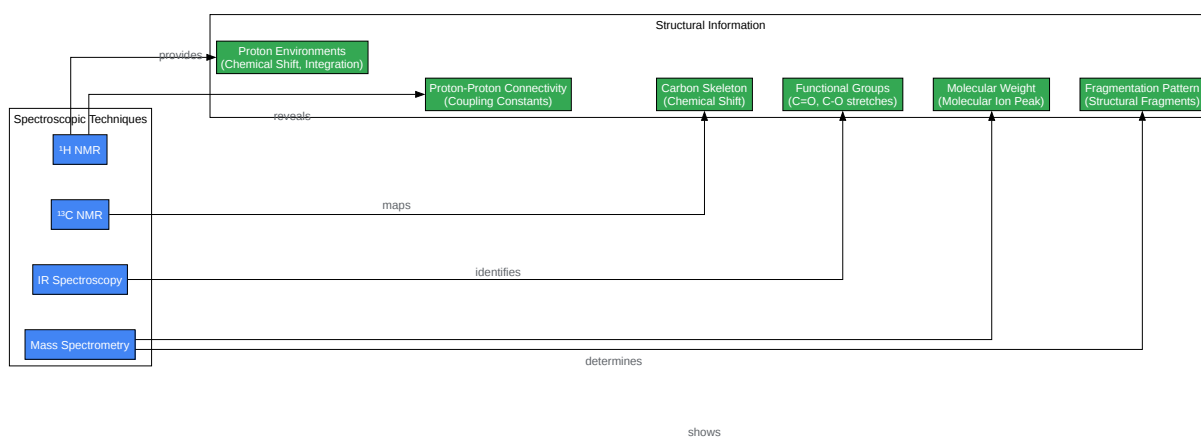 Structural Information
provides
Proton Environments
(Chemical Shift, Integration)
Proton-Proton Connectivity
(Coupling Constants)
Carbon Skeleton
(Chemical Shift)
Functional Groups
(C=O, C-O stretches)
Molecular Weight
(Molecular Ion Peak)
Fragmentation Pattern
(Structural Fragments)
reveals
Spectroscopic Techniques
¹H NMR
¹³C NMR
maps
IR Spectroscopy
identifies
Mass Spectrometry
determines
shows